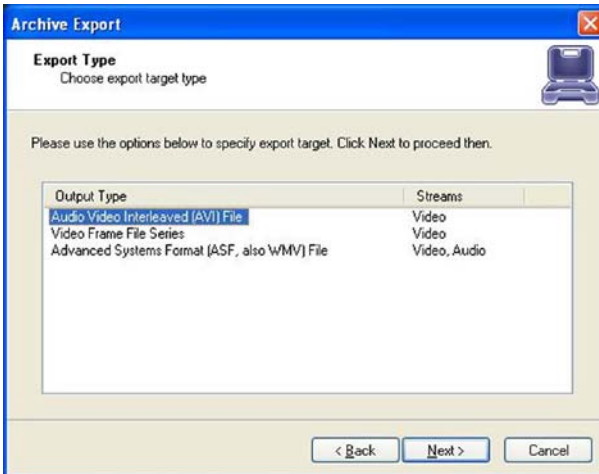 Archive Export
Export Type
Choose export target type
Please use the options below to specify export target. Click Next to proceed then.
Output Type Streams
Audio Video Interleaved (AVI) File Video
Video Frame File Series Video
Advanced Systems Format (ASF, also WMV) File Video, Audio
< Back Next > Cancel